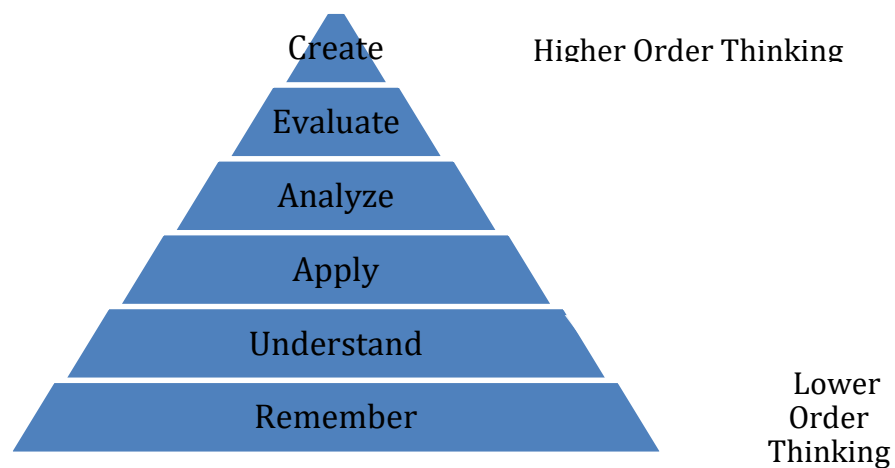 Create
Higher Order Thinking
Evaluate
Analyze
Apply
Understand
Remember
Lower
Order
Thinking